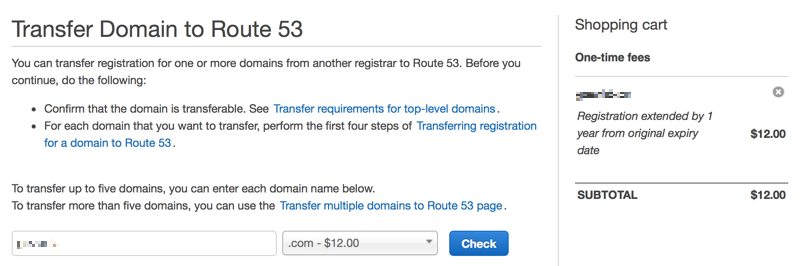 Transfer Domain to Route 53
You can transfer registration for one or more domains from another registrar to Route 53. Before you
continue, do the following:
• Confirm that the domain is transferable. See Transfer requirements for top-level domains.
• For each domain that you want to transfer, perform the first four steps of Transferring registration
for a domain to Route 53.
To transfer up to five domains, you can enter each domain name below.
To transfer more than five domains, you can use the Transfer multiple domains to Route 53 page.
.com - $12.00
Check
Shopping cart
One-time fees
Registration extended by 1
year from original expiry
date
$12.00
SUBTOTAL
$12.00